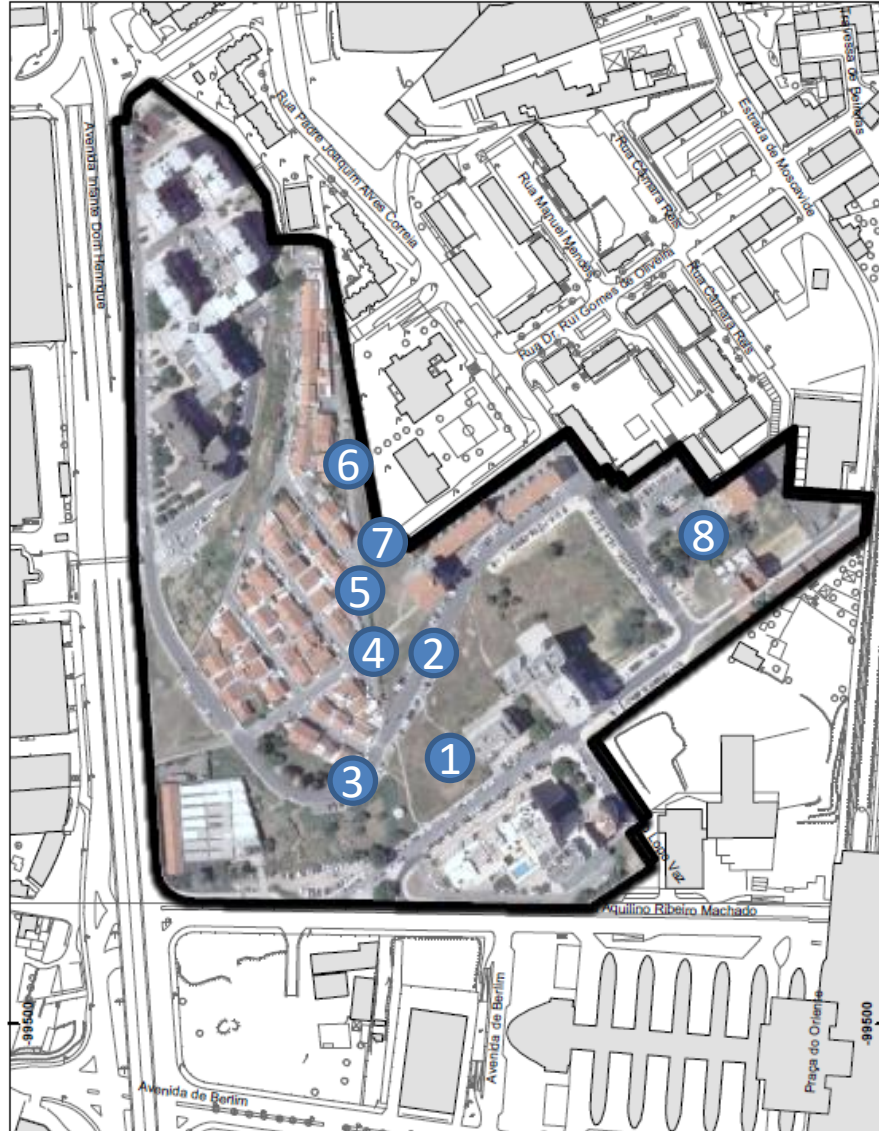 Travessa de Beirolas
Rua Padre Joaquim Alves Correia
Estrada de Moscavide
Avenida Infante Dom Henrique
Rua Câmara Reis
Rua Manuel Mendes
Rua Dr. Rui Gomes de Oliveira
Rua Câmara Reis
6
7
8
5
4
2
1
3
Lopo Vaz
Aquilino Ribeiro Machado
-99500
-99500
Avenida de Berlim
Praça do Oriente
Avenida de Berlim